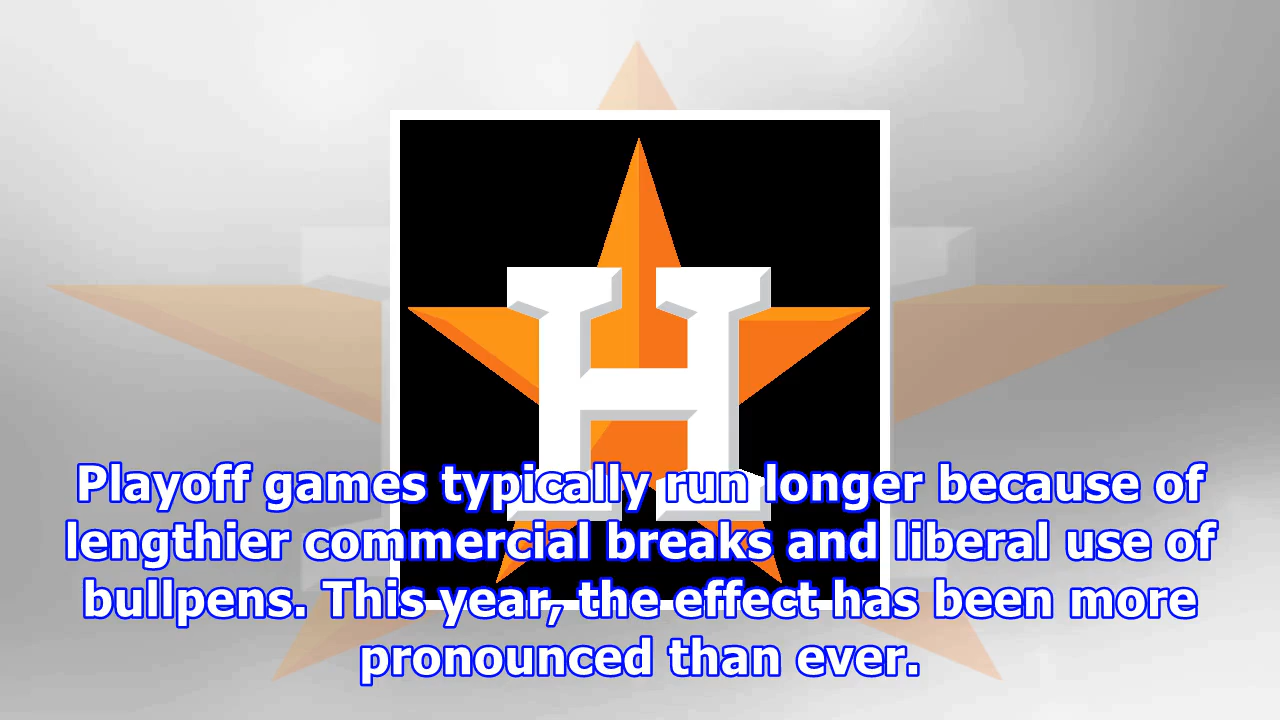 H
Playoff games typically run longer because of
lengthier commercial breaks and liberal use of
bullpens. This year, the effect has been more
pronounced than ever.